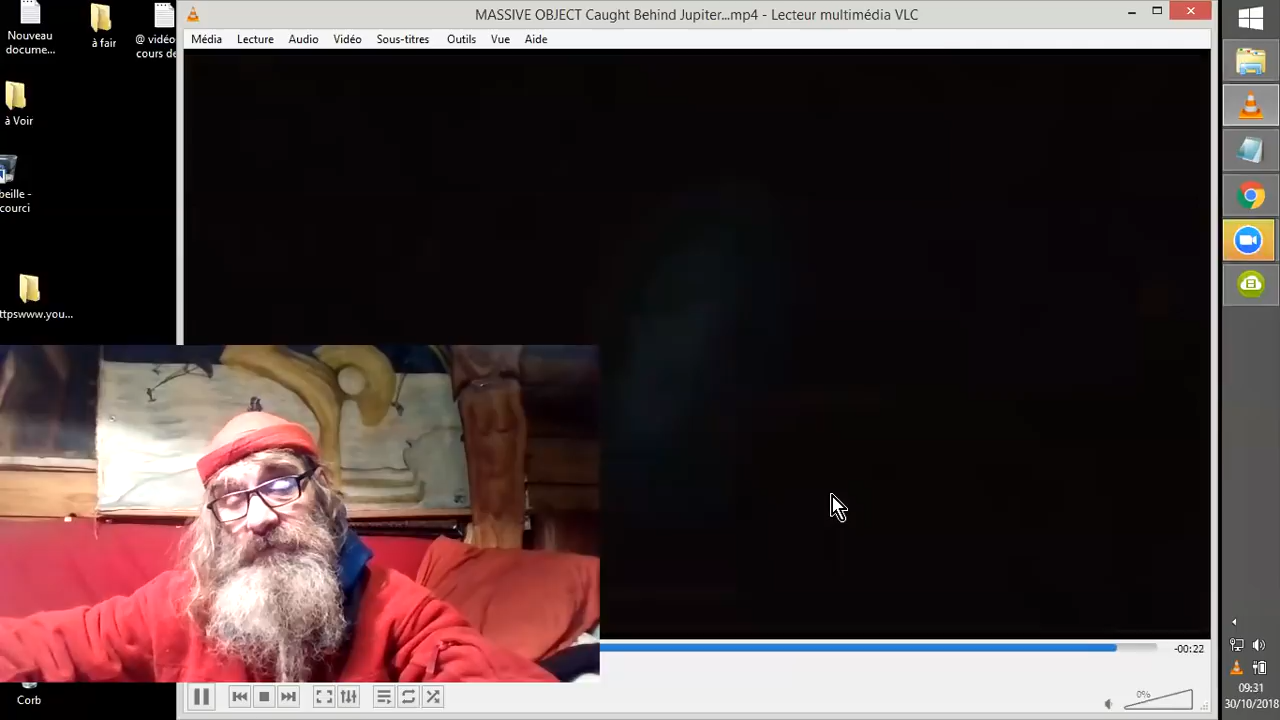 MASSIVE OBJECT Caught Behind Jupiter...mp4 - Lecteur multimédia VLC
Média Lecture Audio Vidéo Sous-titres Outils Vue Aide
Nouveau
docume...
à fair
@ vidéo
cours de
à Voir
beille -
courci
ttpswww.you...
Corb
-00:22
0%
09:31
30/10/2018